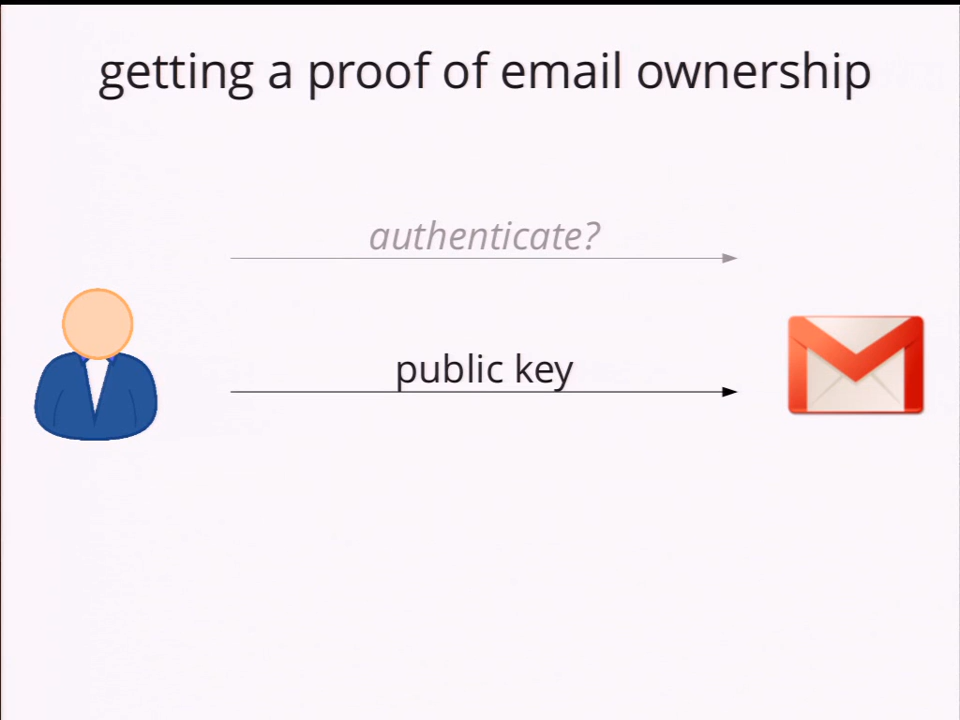 getting a proof of email ownership
authenticate?
public key